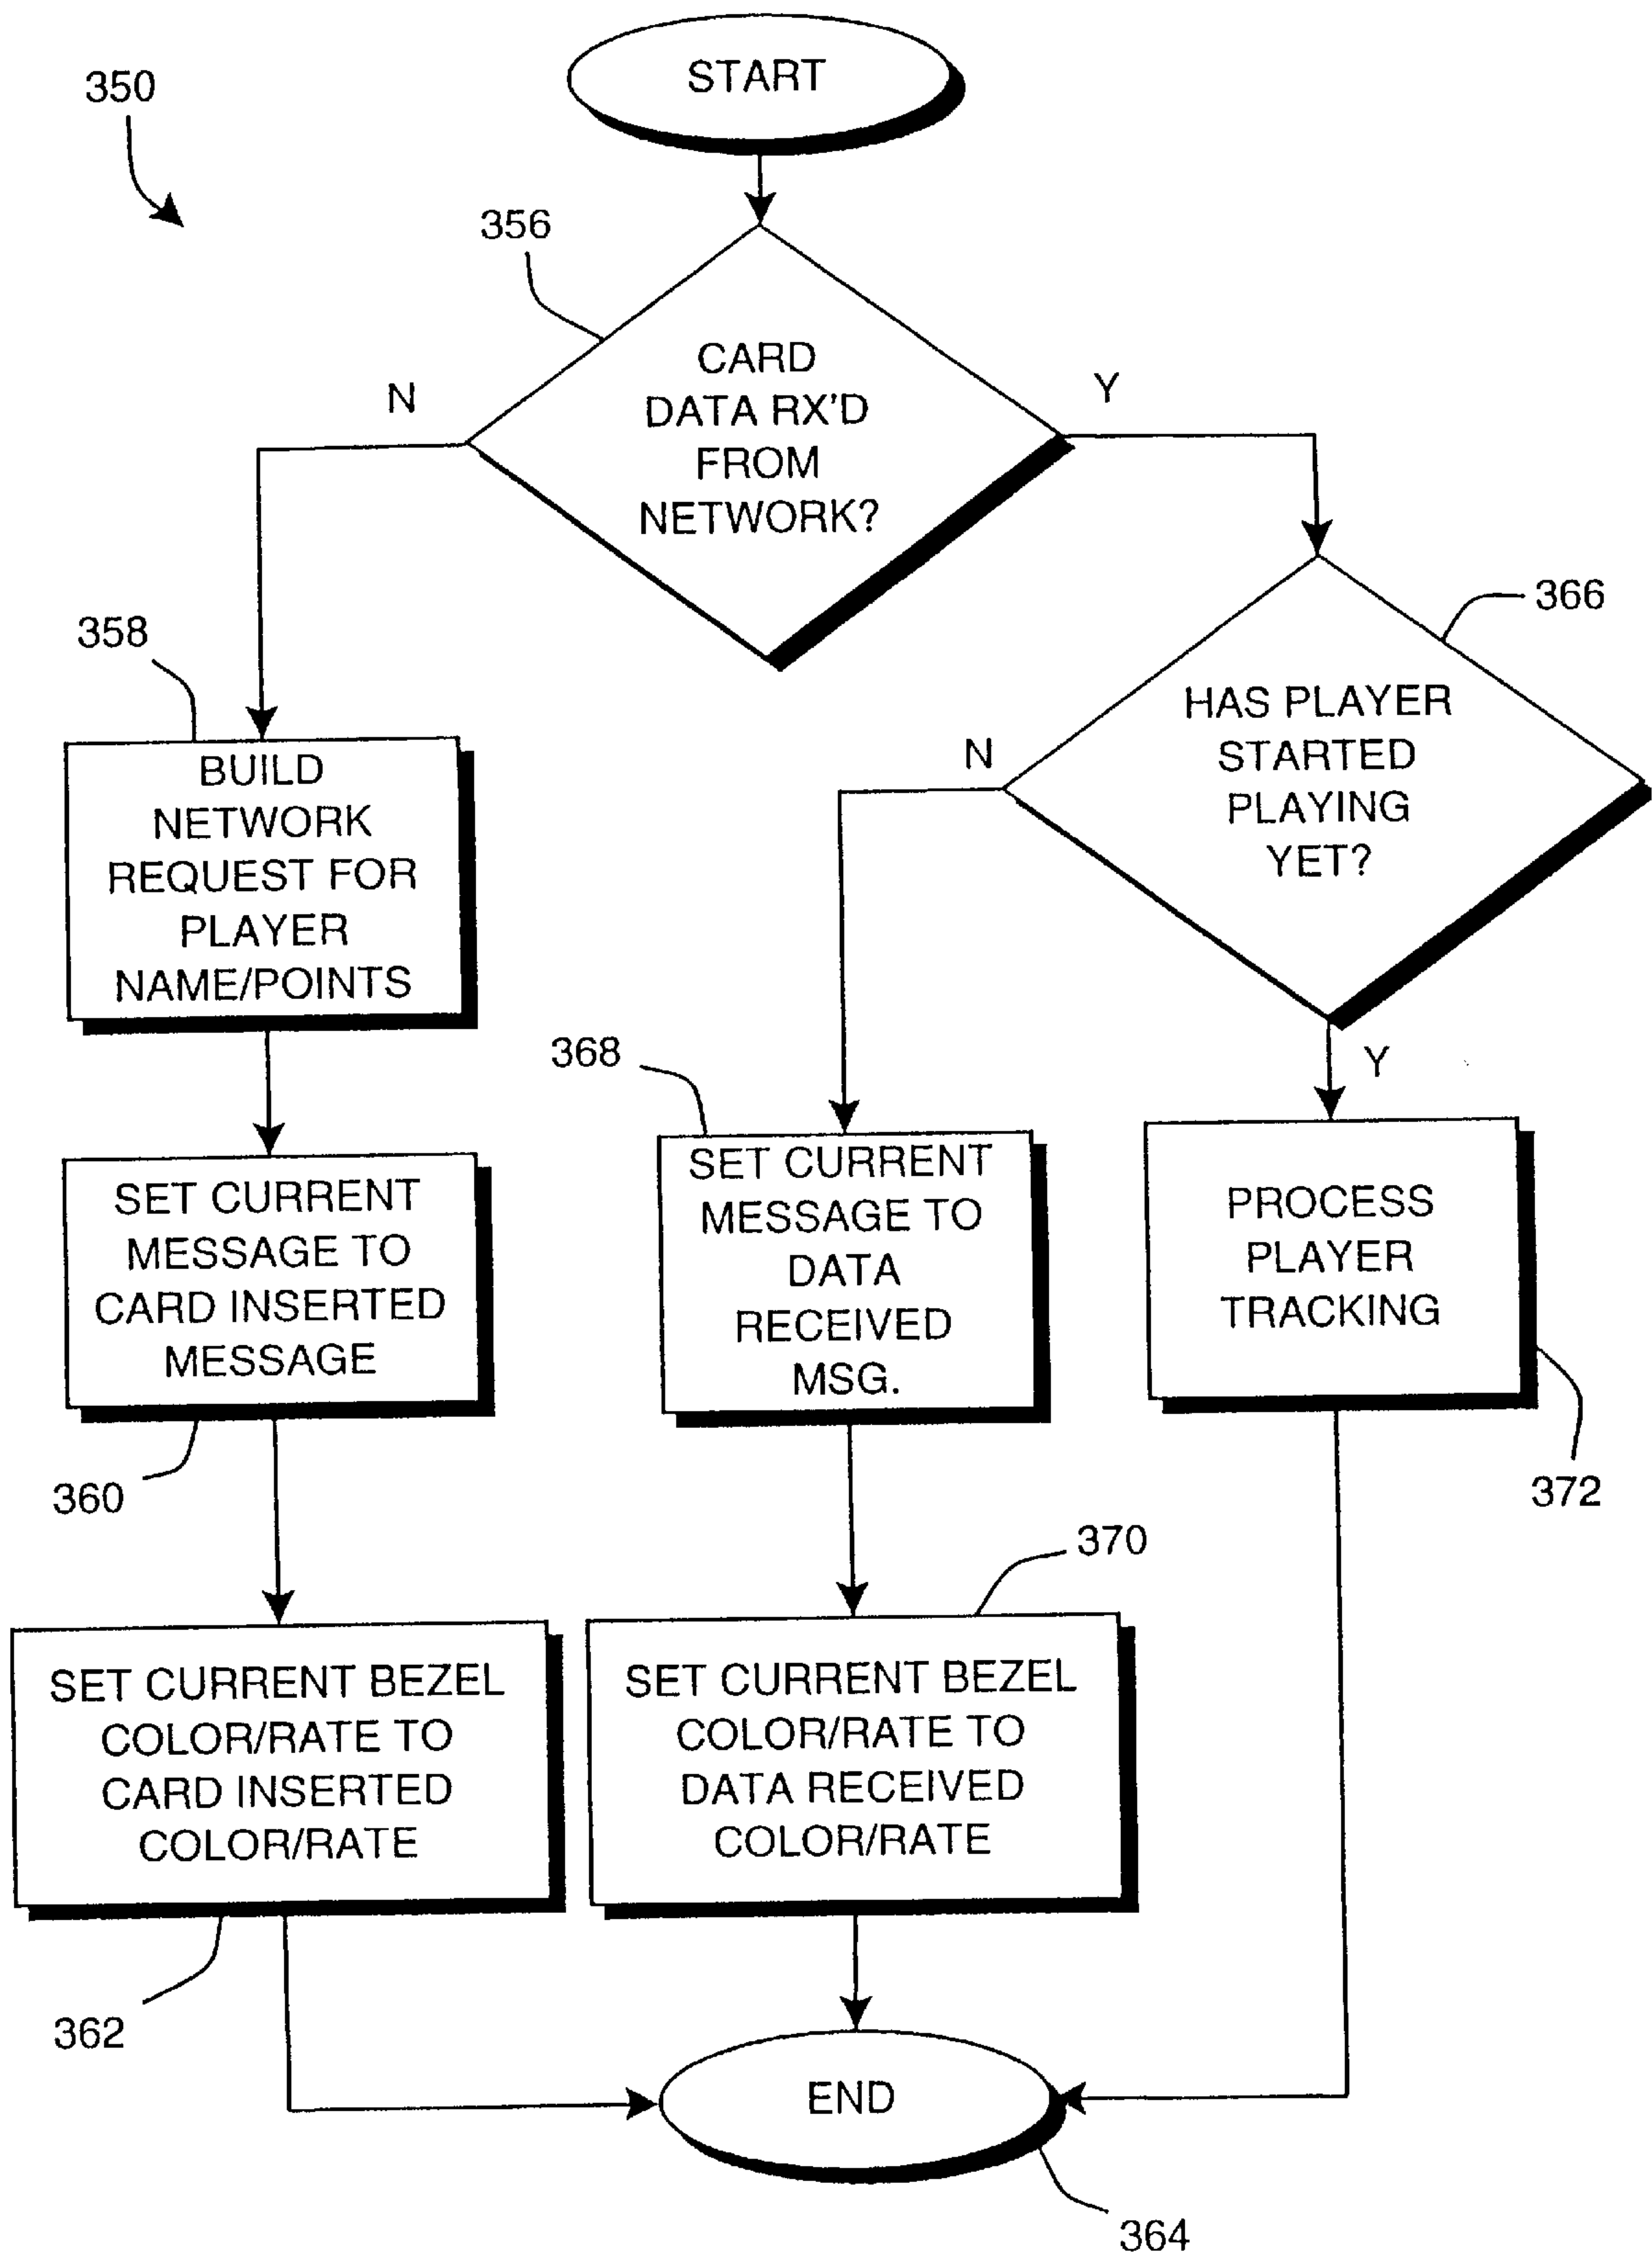 START
350
356
CARD
DATA RX'D
FROM
NETWORK?
N
Y
358
366
BUILD
NETWORK
REQUEST FOR
PLAYER
NAME/POINTS
HAS PLAYER
STARTED
PLAYING
YET?
N
Y
368
SET CURRENT
MESSAGE TO
CARD INSERTED
MESSAGE
360
SET CURRENT
MESSAGE TO
DATA
RECEIVED
MSG.
PROCESS
PLAYER
TRACKING
372
370
SET CURRENT BEZEL
COLOR/RATE TO
CARD INSERTED
COLOR/RATE
362
SET CURRENT BEZEL
COLOR/RATE TO
DATA RECEIVED
COLOR/RATE
END
364